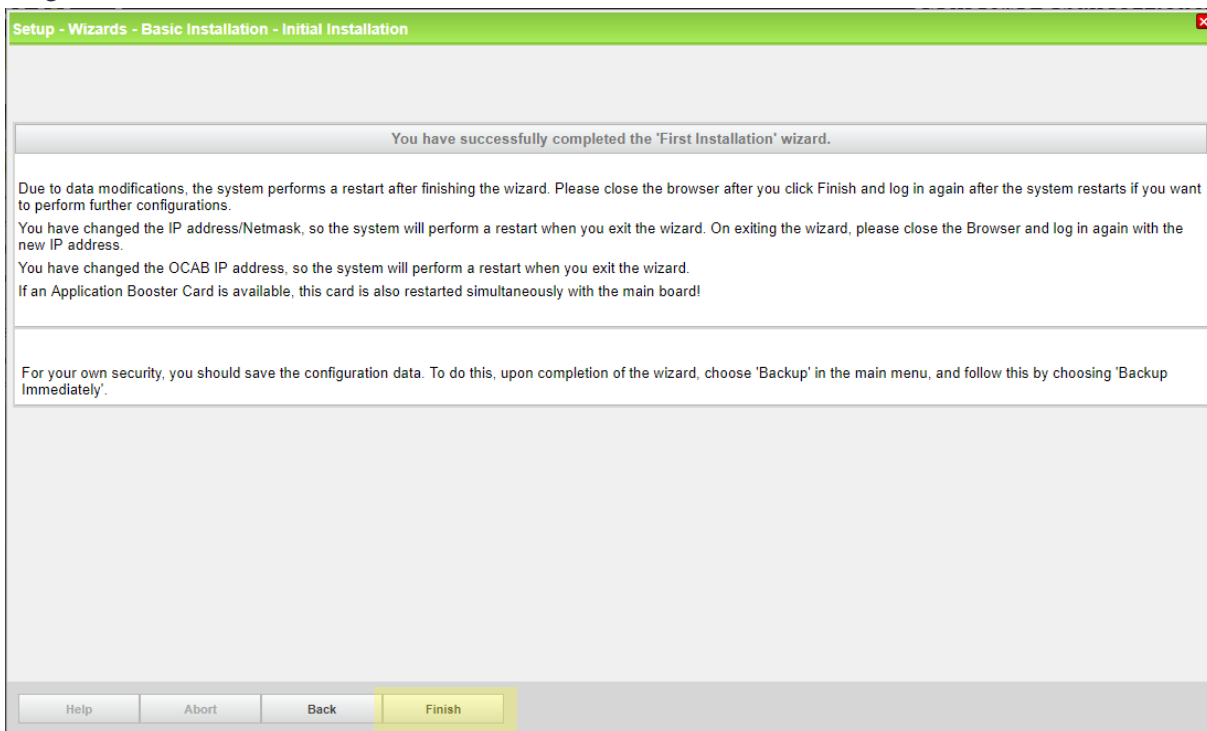 Setup - Wizards - Basic Installation - Initial Installation
You have successfully completed the 'First Installation' wizard.
Due to data modifications, the system performs a restart after finishing the wizard. Please close the browser after you click Finish and log in again after the system restarts if you want
to perform further configurations.
You have changed the IP address/Netmask, so the system will perform a restart when you exit the wizard. On exiting the wizard, please close the Browser and log in again with the
new IP address.
You have changed the OCAB IP address, so the system will perform a restart when you exit the wizard.
If an Application Booster Card is available, this card is also restarted simultaneously with the main board!
For your own security, you should save the configuration data. To do this, upon completion of the wizard, choose 'Backup' in the main menu, and follow this by choosing 'Backup
Immediately'.
Help Abort Back Finish